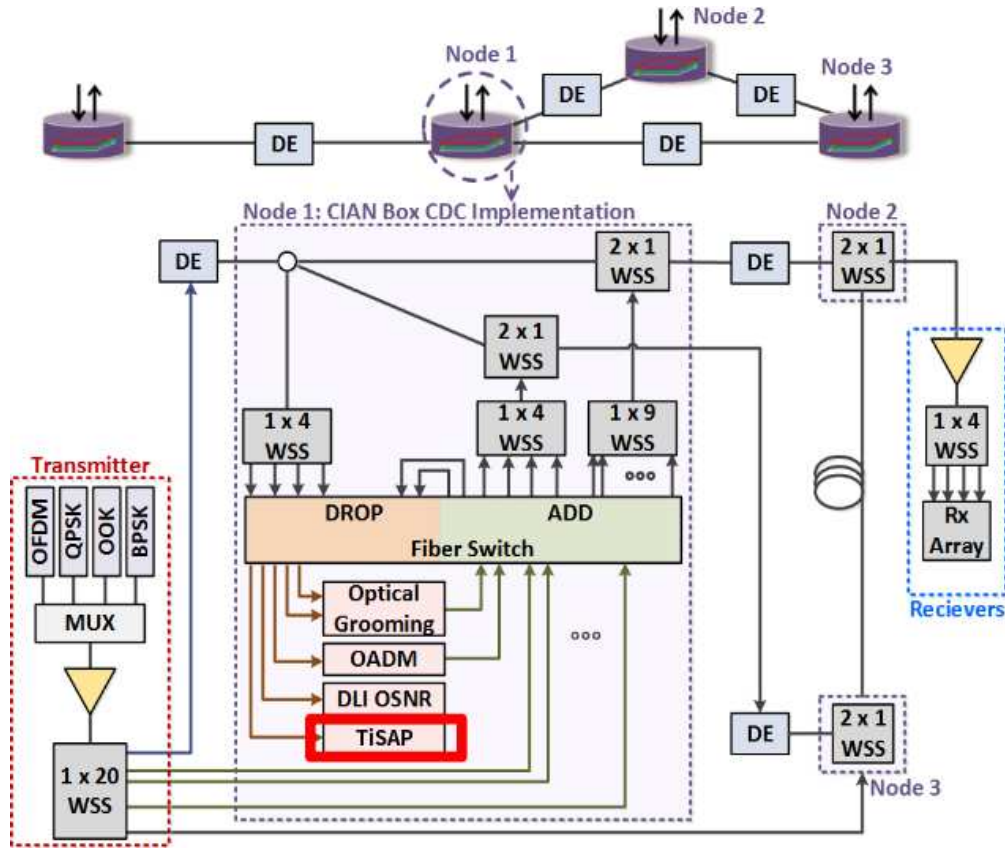 Node 2
Node 1
Node 3
DE
DE
DE
DE
Node 1: CIAN Box CDC Implementation
Node 2
DE
2 x 1
WSS
DE
2 x 1
WSS
2 x 1
WSS
1 x 4
WSS
1 x 4
WSS
1 x 9
WSS
1 x 4
WSS
Transmitter
OFDM
QPSK
OOK
BPSK
DROP
ADD
Fiber Switch
Rx
Array
Recievers
MUX
Optical
Grooming
OADM
DLI OSNR
TiSAP
DE
2 x 1
WSS
1 x 20
WSS
Node 3